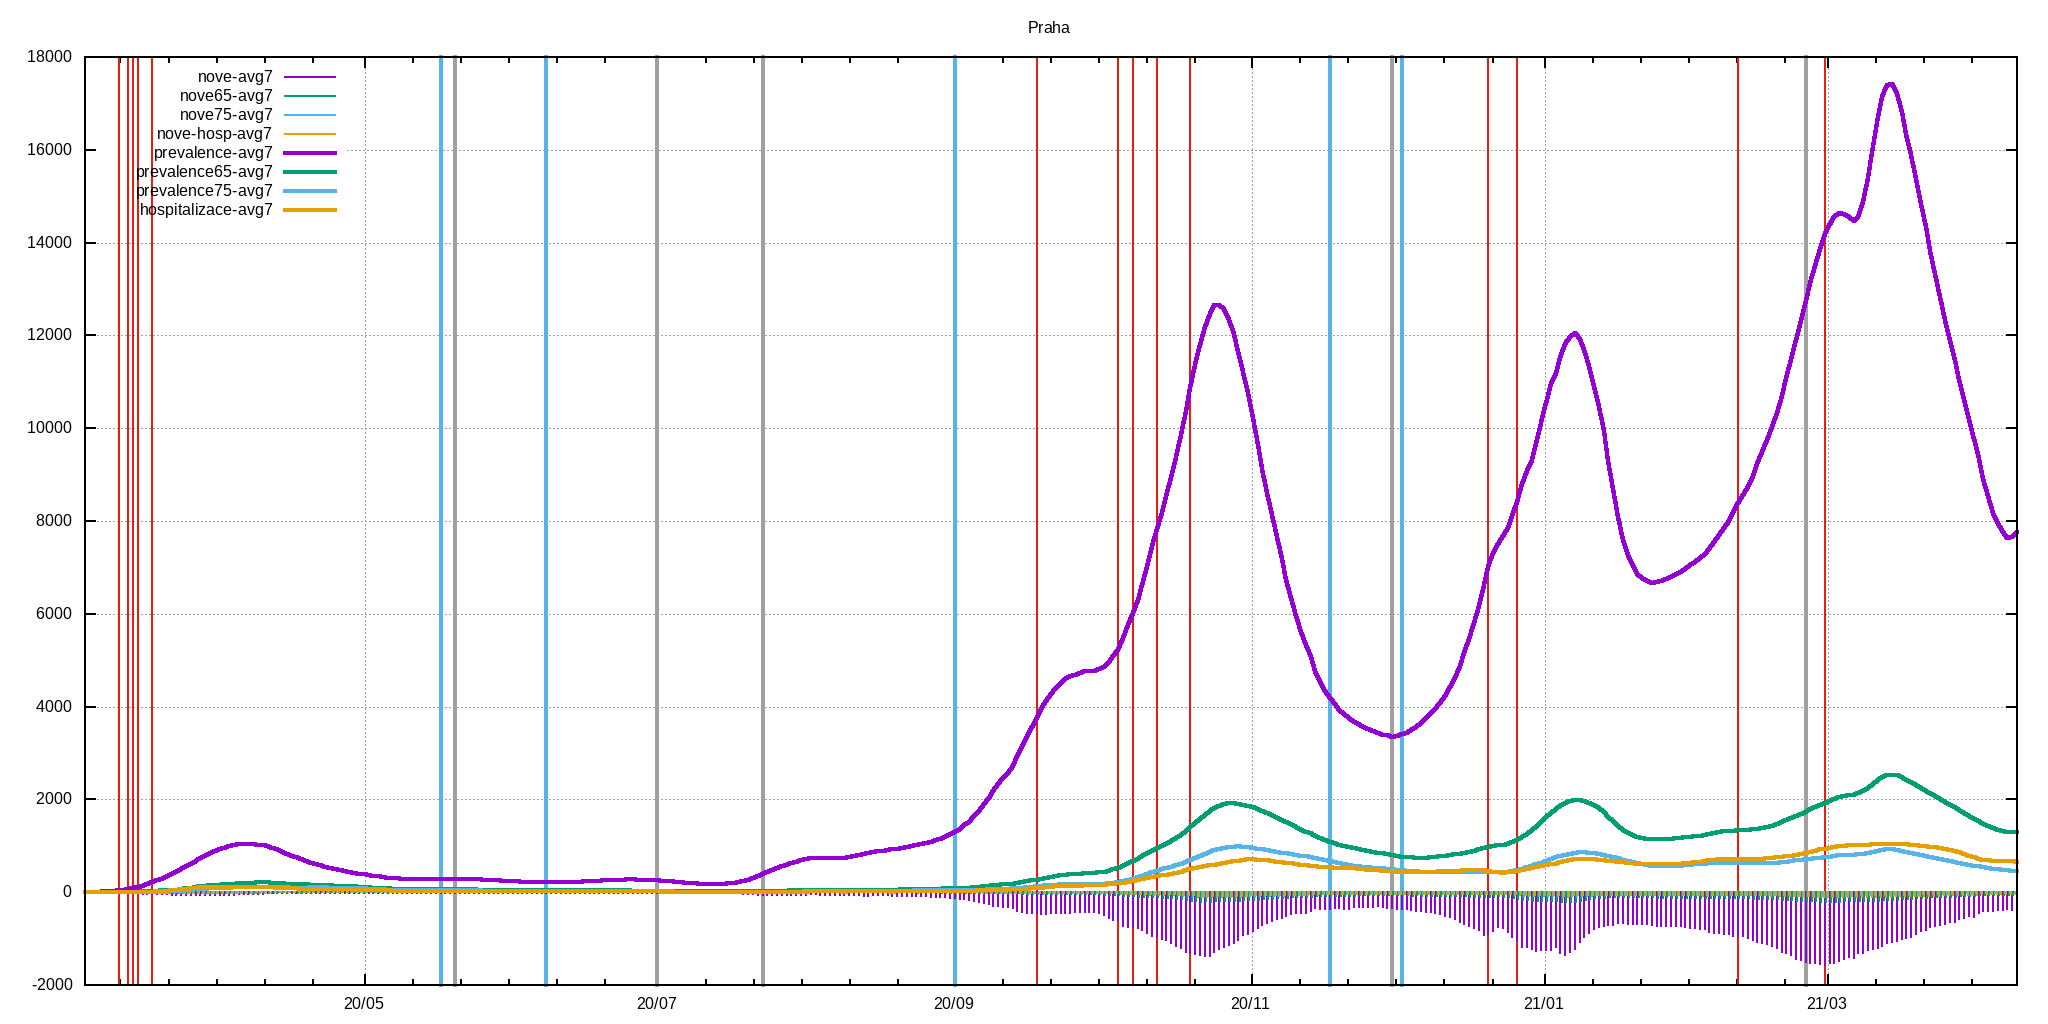 Praha
18000
16000
14000
12000
10000
8000
6000
4000
2000
0
-2000
nove-avg7
nove65-avg7
nove75-avg7
nove-hosp-avg7
prevalence-avg7
prevalence65-avg7
prevalence75-avg7
hospitalizace-avg7
20/05 20/07 20/09 20/11 21/01 21/03